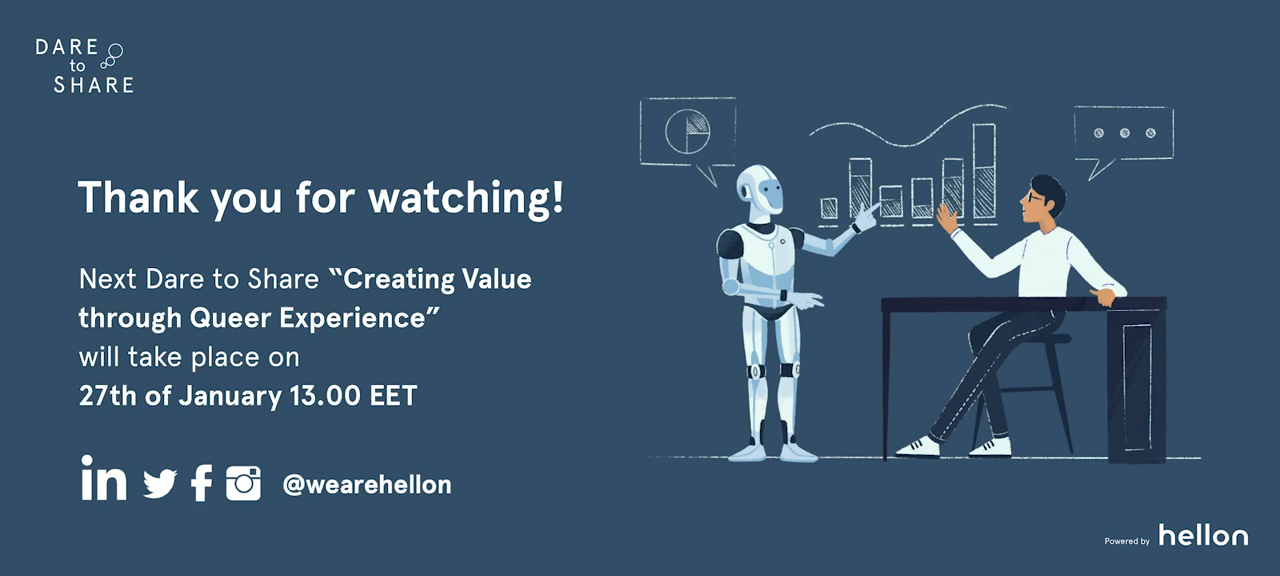 DARE
to
SHARE
Thank you for watching!
Next Dare to Share “Creating Value
through Queer Experience”
will take place on
27th of January 13.00 EET
in
@wearehellon
Powered by hellon